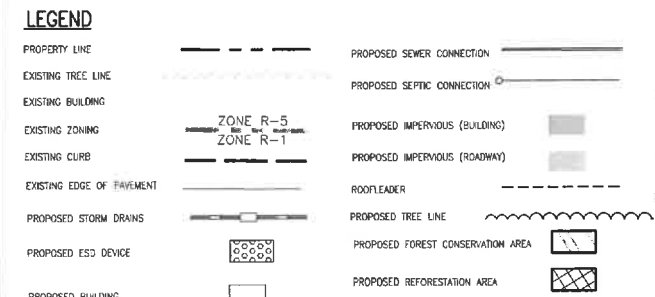 LEGEND
PROPERTY LINE
EXISTING TREE LINE
EXISTING BUILDING
EXISTING ZONING
ZONE R-5
ZONE R-1
EXISTING CURB
EXISTING EDGE OF PAVEMENT
PROPOSED STORM DRAINS
PROPOSED ESD DEVICE
PROPOSED BUILDING
PROPOSED SEWER CONNECTION
PROPOSED SEPTIC CONNECTION
PROPOSED IMPERVIOUS (BUILDING)
PROPOSED IMPERVIOUS (ROADWAY)
ROOFLEADER
PROPOSED TREE LINE
PROPOSED FOREST CONSERVATION AREA
PROPOSED REFORESTATION AREA